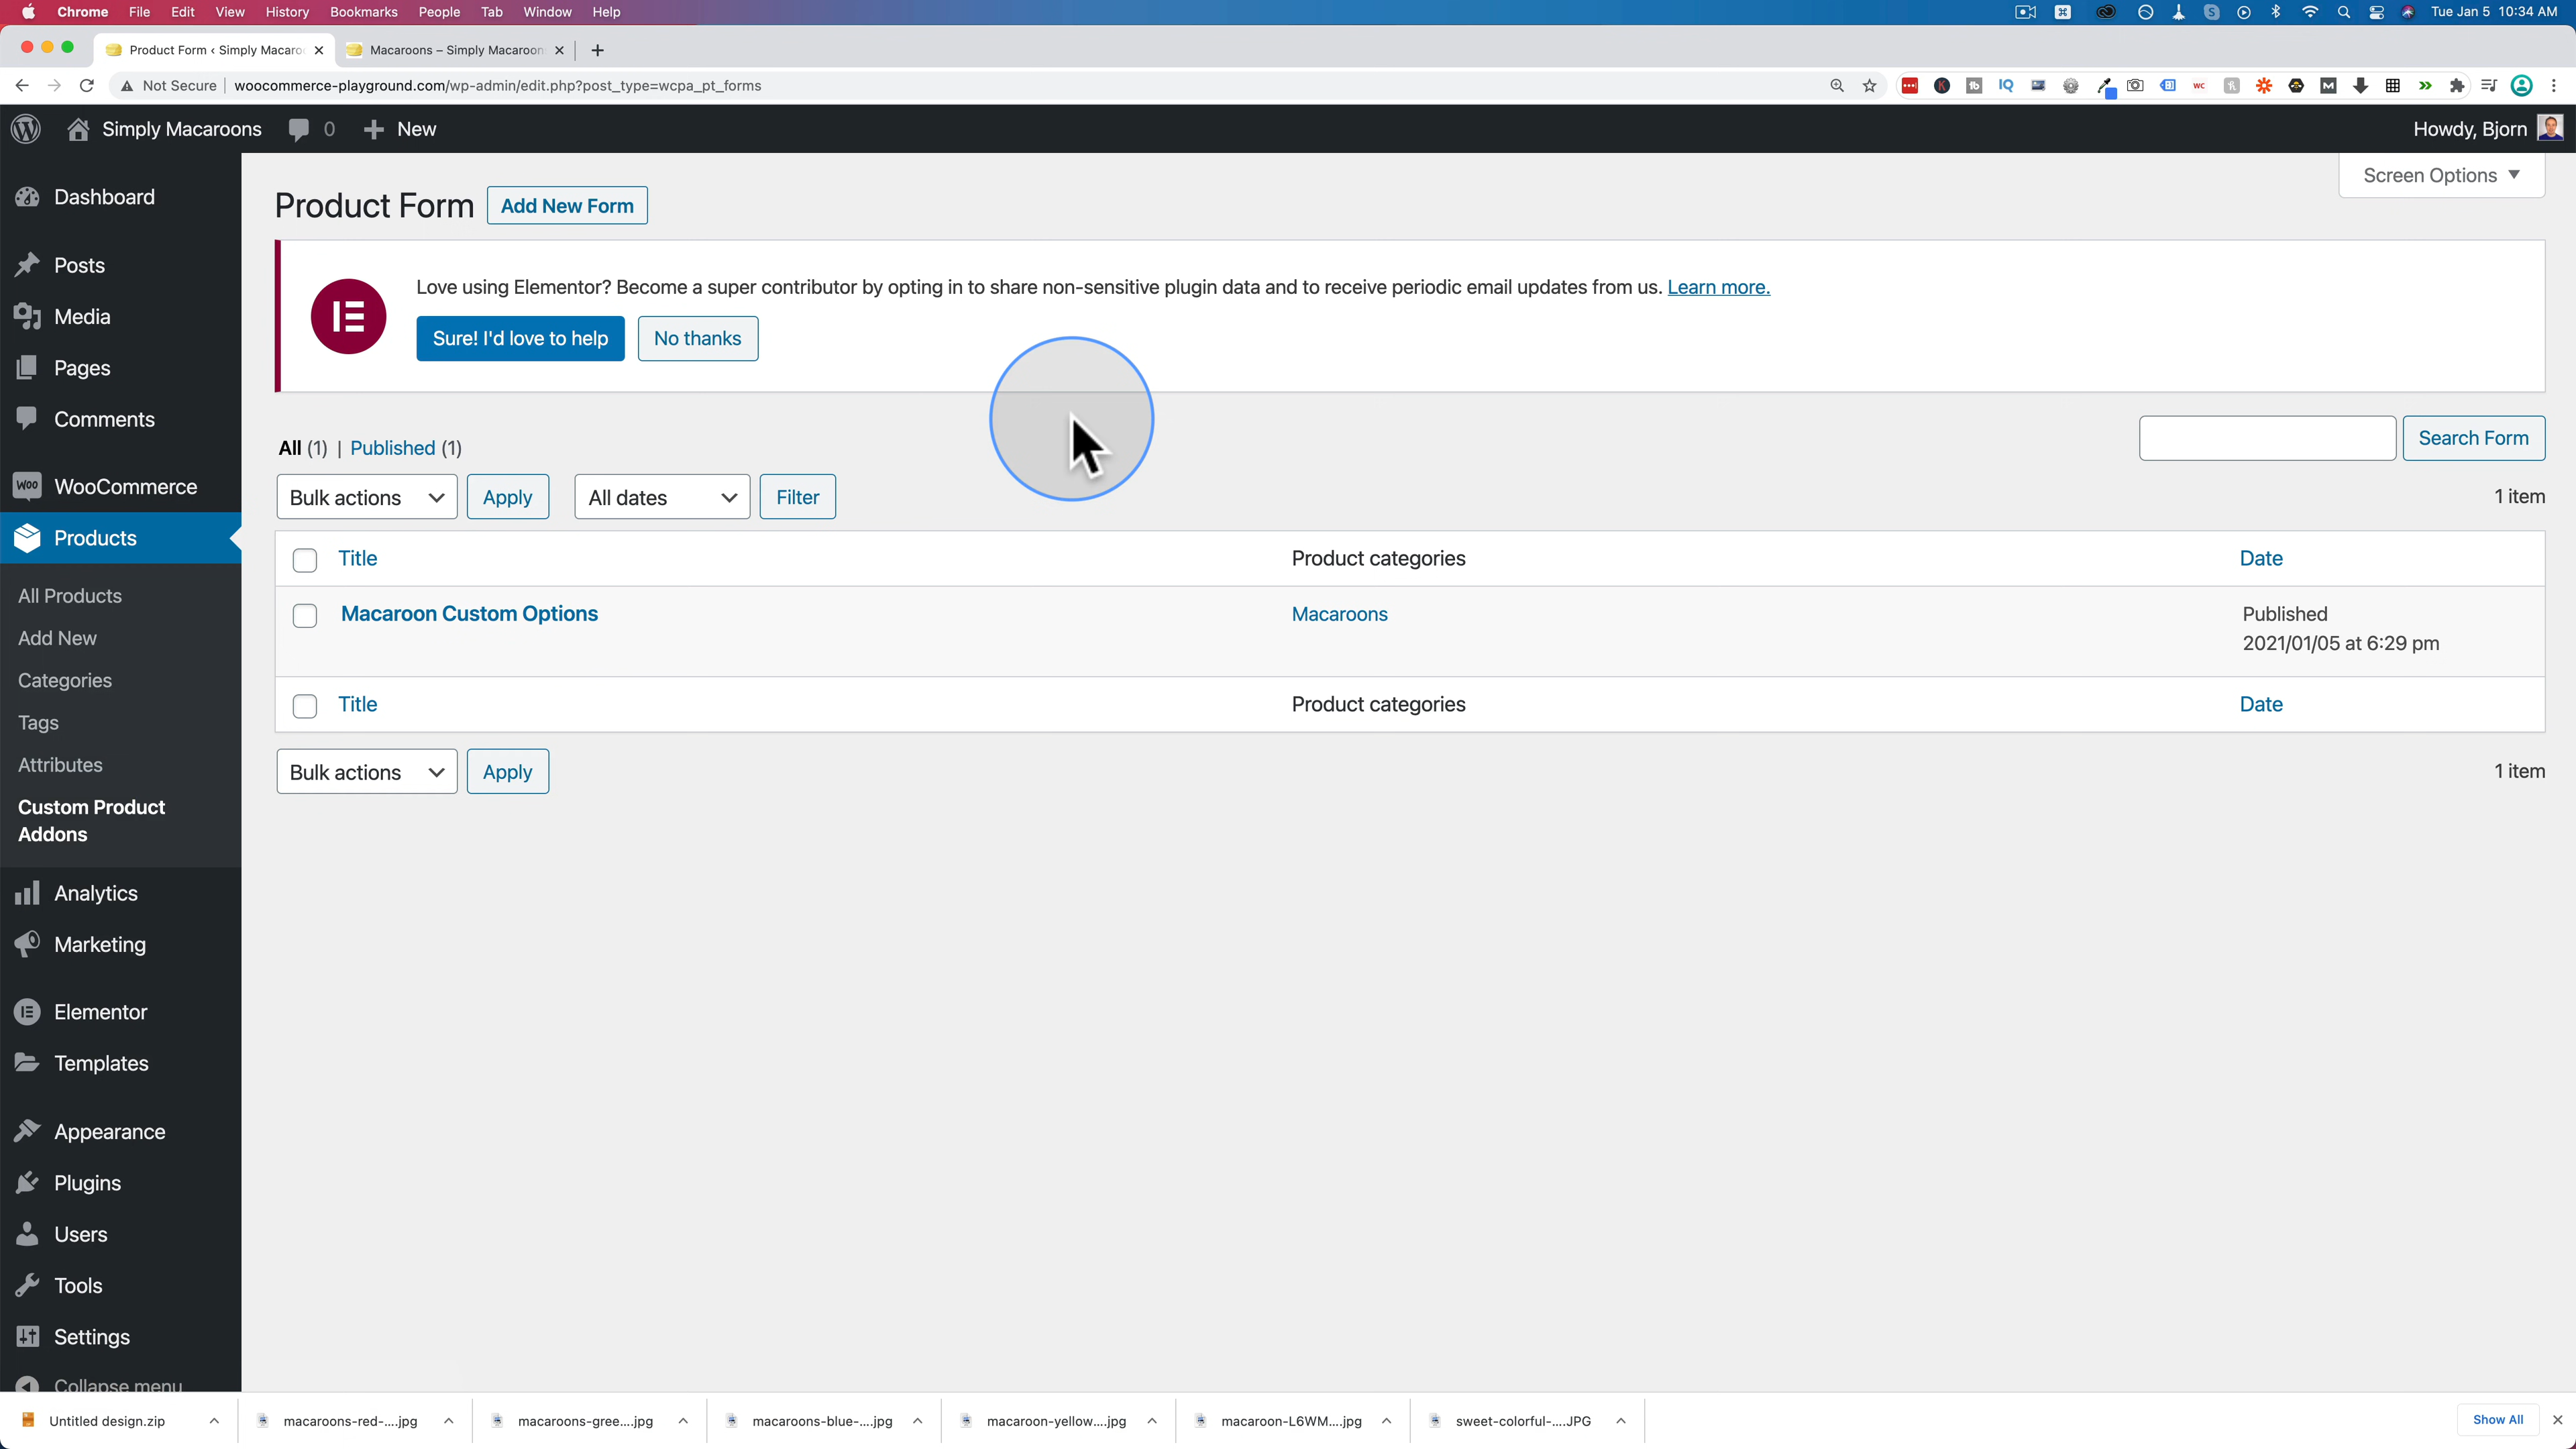 Chrome File Edit View History Bookmarks People Tab Window Help
Tue Jan 5 10:34 AM
Product Form ‹ Simply Macaroo
Macaroons – Simply Macaroon
Not Secure
woocommerce-playground.com/wp-admin/edit.php?post_type=wcpa_pt_forms
Simply Macaroons
0
New
Howdy, Bjorn
Screen Options
Dashboard
Posts
Media
Pages
Comments
WooCommerce
Products
All Products
Add New
Categories
Tags
Attributes
Custom Product
Addons
Analytics
Marketing
Elementor
Templates
Appearance
Plugins
Users
Tools
Settings
Collapse menu
Product Form
Add New Form
Love using Elementor? Become a super contributor by opting in to share non-sensitive plugin data and to receive periodic email updates from us. Learn more.
Sure! I'd love to help
No thanks
All (1) | Published (1)
Search Form
Bulk actions
Apply
All dates
Filter
1 item
Title Product categories Date
Macaroon Custom Options Macaroons Published
2021/01/05 at 6:29 pm
Title Product categories Date
Bulk actions
Apply
1 item
Untitled design.zip
macaroons-red-....jpg
macaroons-gree....jpg
macaroons-blue-....jpg
macaroon-yellow....jpg
macaroon-L6WM....jpg
sweet-colorful-....JPG
Show All